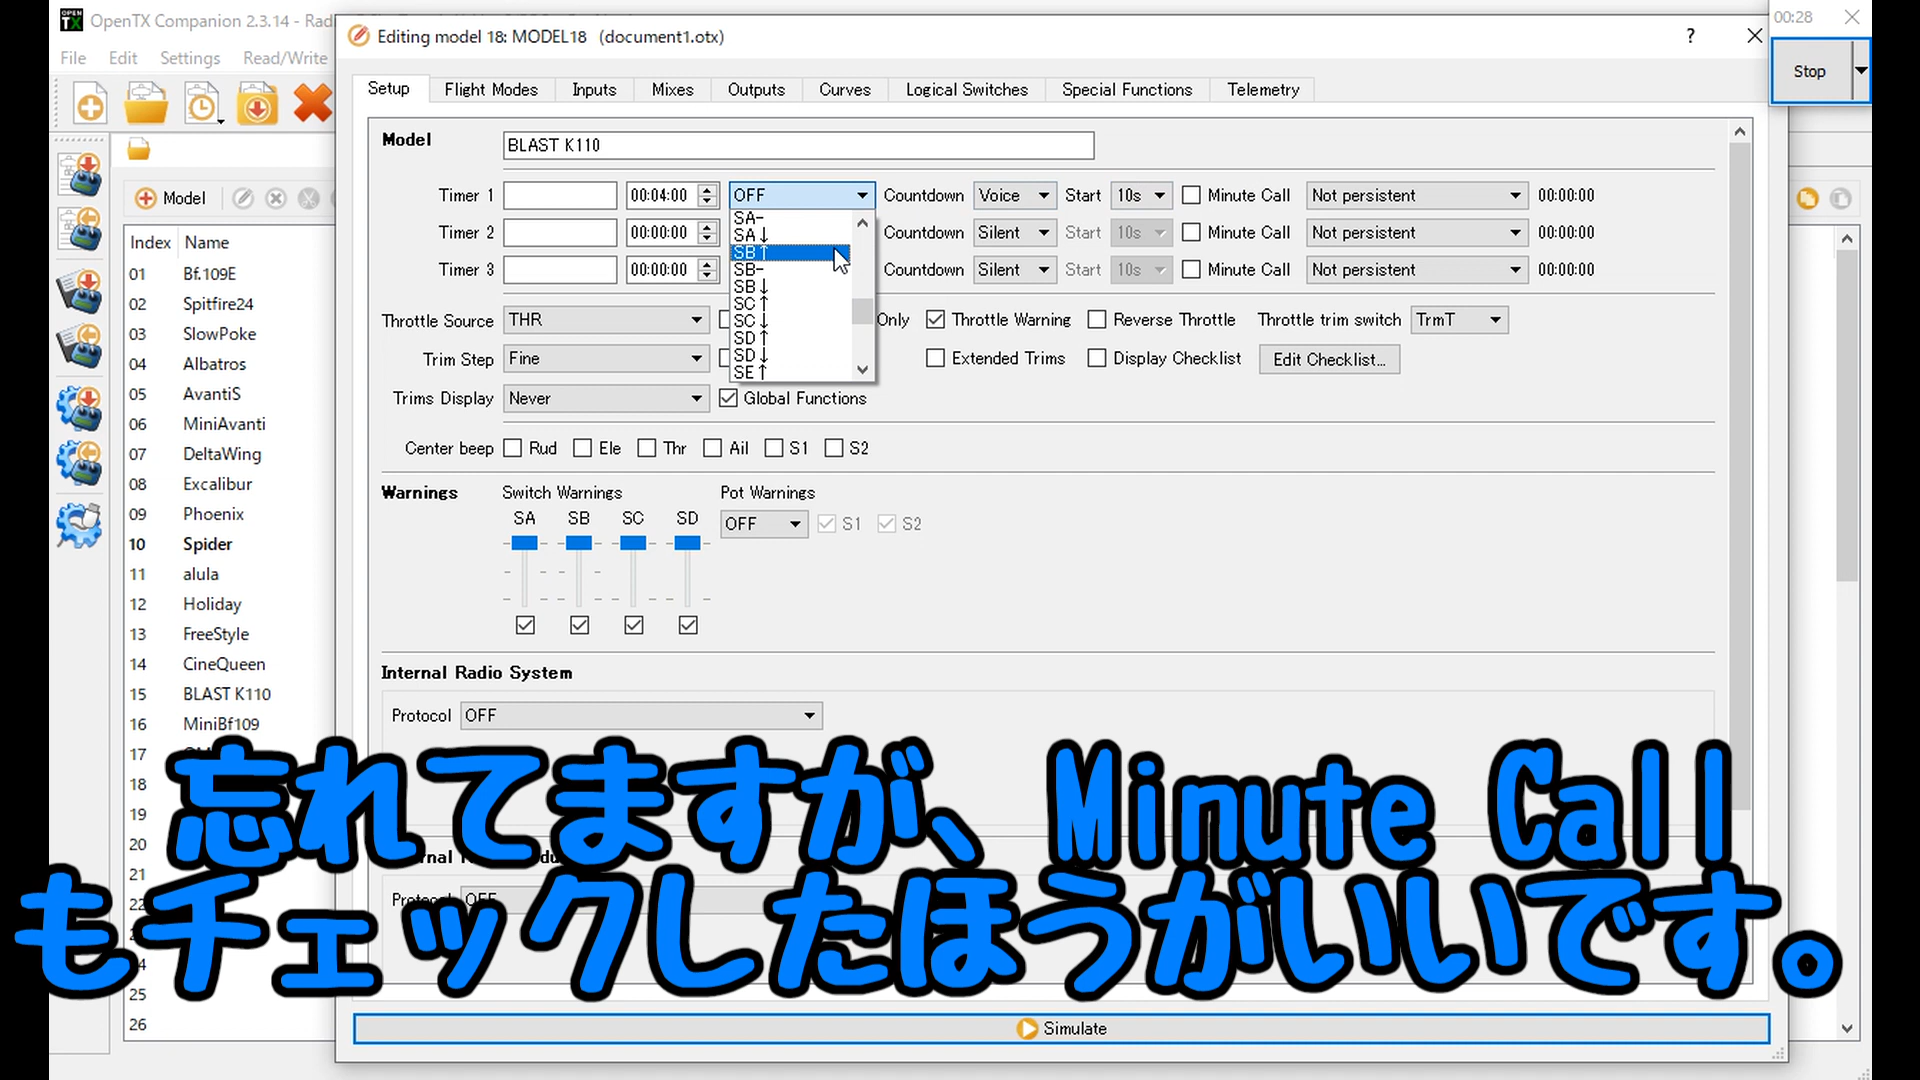 OpenTX Companion 2.3.14 - Rad
Editing model 18: MODEL18 (document1.otx)
?
00:28
File Edit Settings Read/Write
Stop
Setup Flight Modes Inputs Mixes Outputs Curves Logical Switches Special Functions Telemetry
Model BLAST K110
Timer 1 00:04:00 OFF Countdown Voice Start 10s Minute Call Not persistent 00:00:00
Timer 2 00:00:00 Countdown Silent Start 10s Minute Call Not persistent 00:00:00
Timer 3 00:00:00 Countdown Silent Start 10s Minute Call Not persistent 00:00:00
SA-
SA↓
SB↑
SB-
SB↓
SC↑
SC↓
SD↑
SD↓
SE↑
Throttle Source THR Only Throttle Warning Reverse Throttle Throttle trim switch TrmT
Trim Step Fine Extended Trims Display Checklist Edit Checklist...
Trims Display Never Global Functions
Center beep Rud Ele Thr Ail S1 S2
Warnings Switch Warnings Pot Warnings
SA SB SC SD
OFF S1 S2
Internal Radio System
Protocol OFF
Protocol OFF
Simulate
Model
Index Name
01 Bf.109E
02 Spitfire24
03 SlowPoke
04 Albatros
05 AvantiS
06 MiniAvanti
07 DeltaWing
08 Excalibur
09 Phoenix
10 Spider
11 alula
12 Holiday
13 FreeStyle
14 CineQueen
15 BLAST K110
16 MiniBf109
17
18
19
20
21
25
26
忘れてますが、Minute Call
もチェックしたほうがいいです。